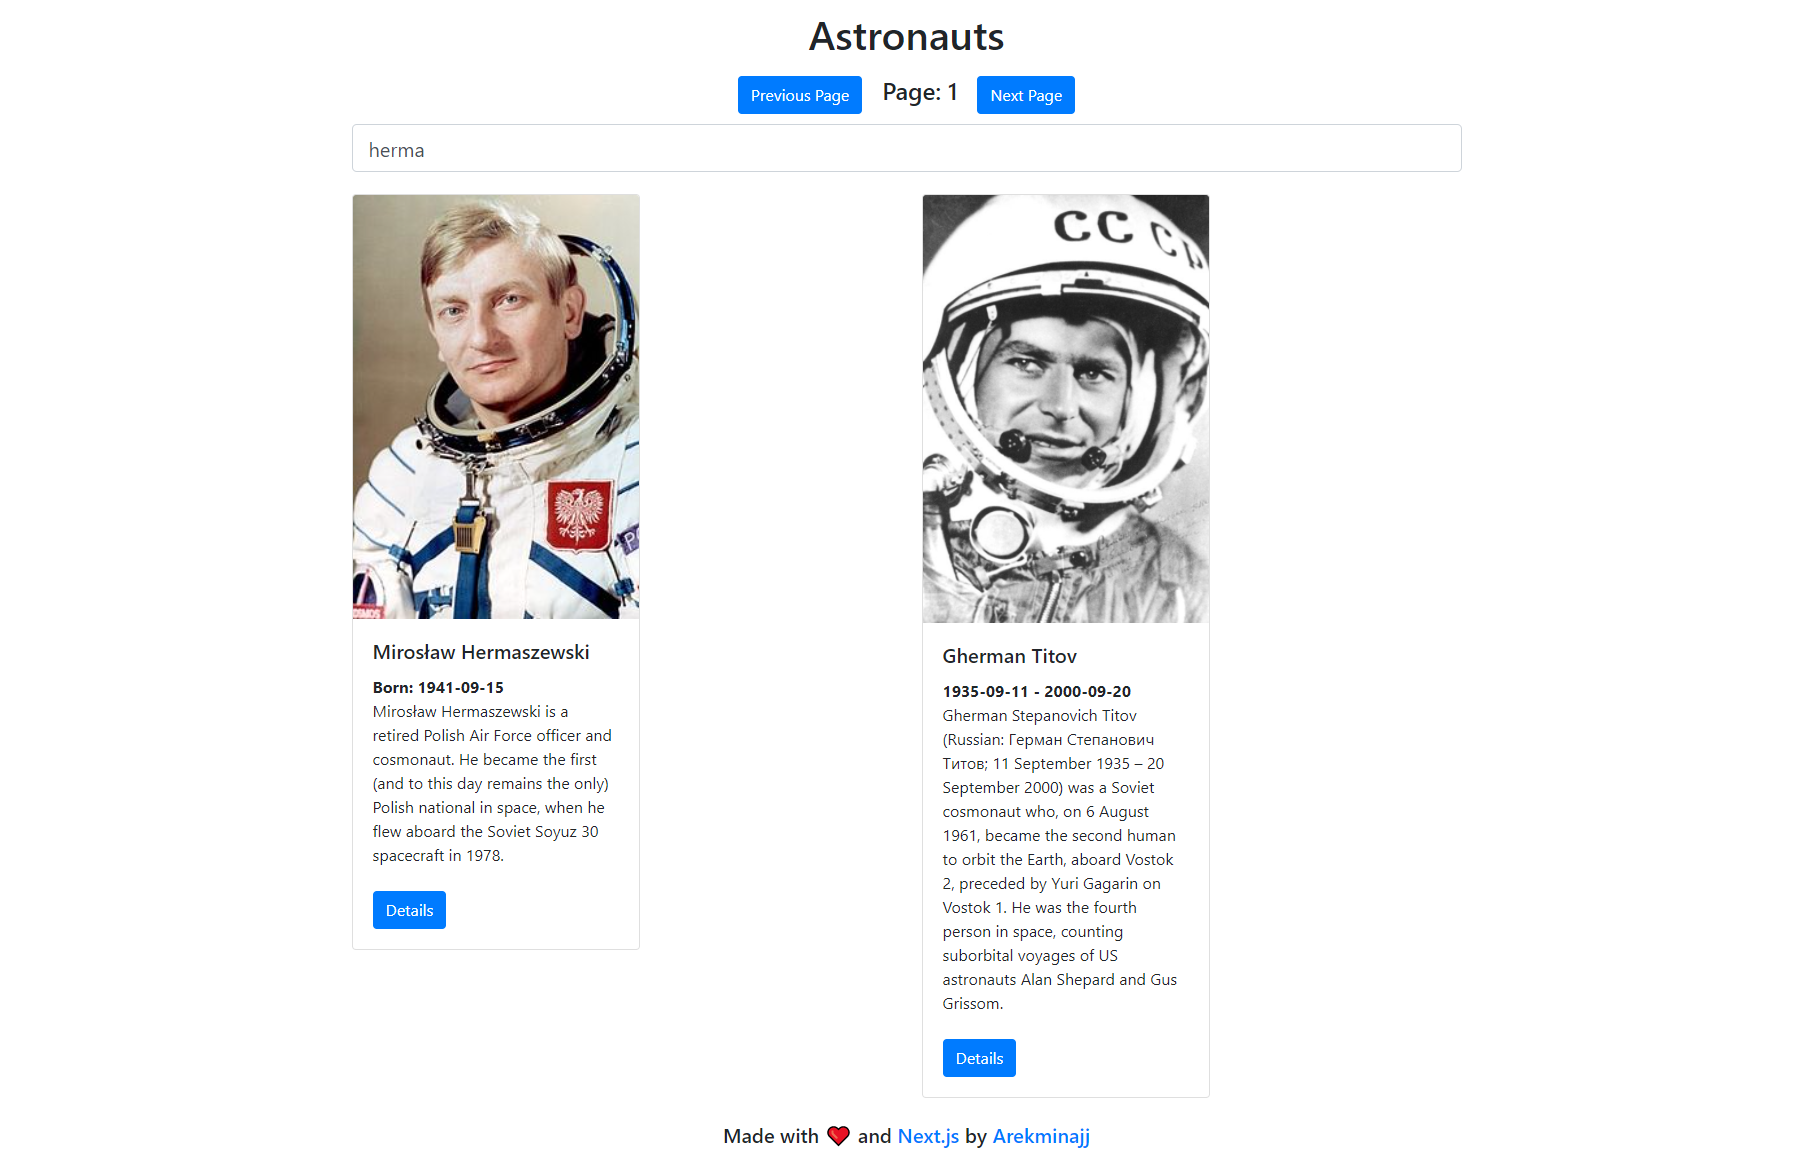 Astronauts
Previous Page Page: 1 Next Page
herma
Mirosław Hermaszewski
Born: 1941-09-15
Mirosław Hermaszewski is a
retired Polish Air Force officer and
cosmonaut. He became the first
(and to this day remains the only)
Polish national in space, when he
flew aboard the Soviet Soyuz 30
spacecraft in 1978.
Details
СС
Gherman Titov
1935-09-11 - 2000-09-20
Gherman Stepanovich Titov
(Russian: Герман Степанович
Титов; 11 September 1935 – 20
September 2000) was a Soviet
cosmonaut who, on 6 August
1961, became the second human
to orbit the Earth, aboard Vostok
2, preceded by Yuri Gagarin on
Vostok 1. He was the fourth
person in space, counting
suborbital voyages of US
astronauts Alan Shepard and Gus
Grissom.
Details
Made with ❤️ and Next.js by Arekminajj